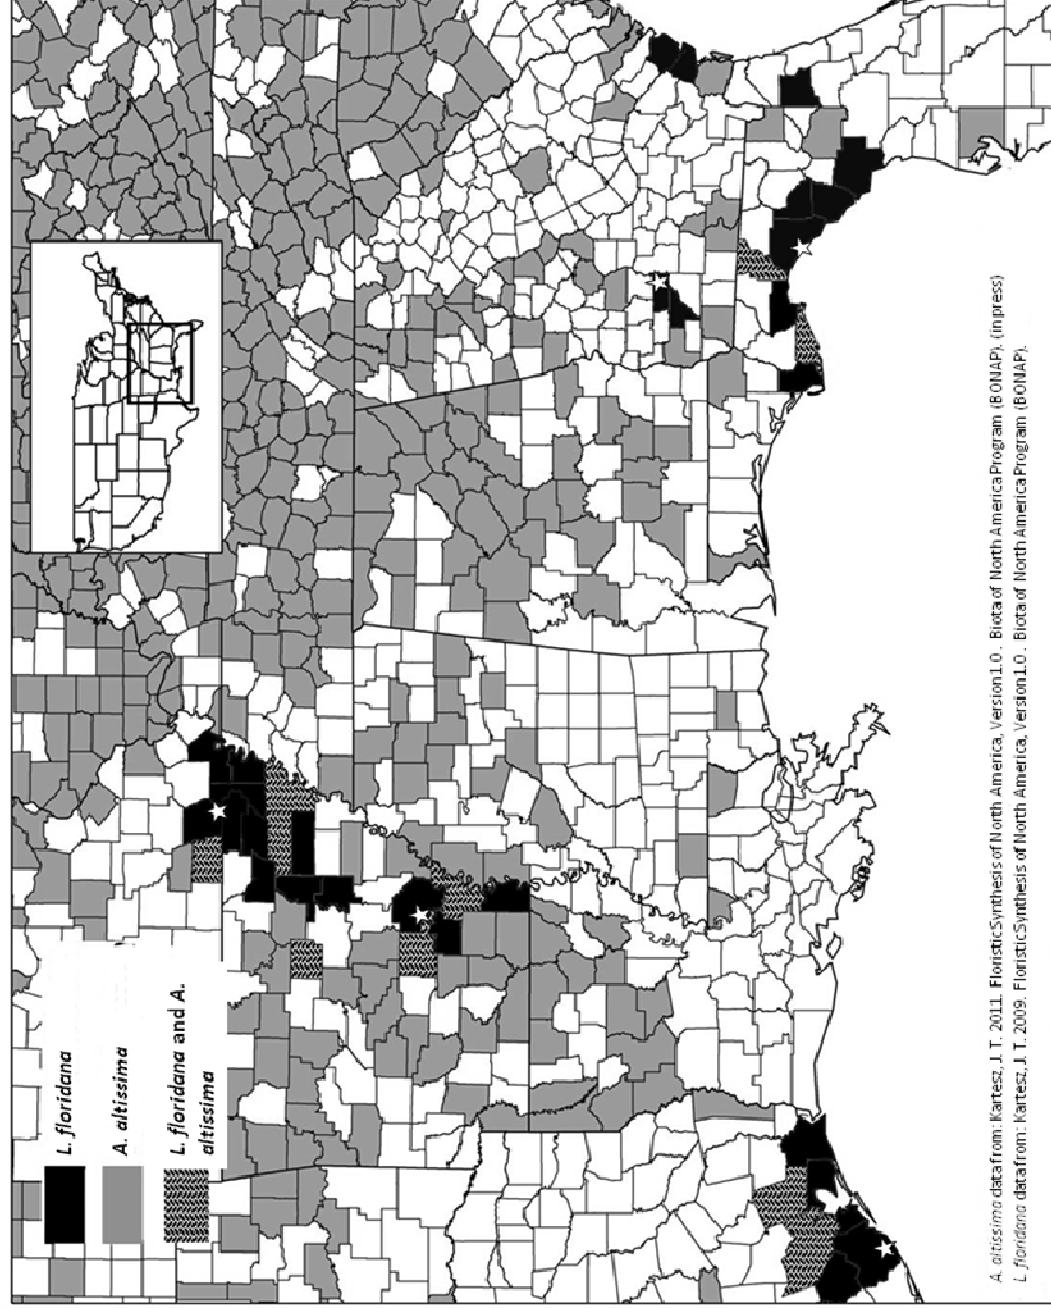 L. floridana
A. altissima
L. floridana and A.
altissima
A. altissima data from: Kartesz, J. T. 2011. Floristic Synthesis of North America, Version 1.0. Biota of North America Program (BONAP). (in press)
L. floridana data from: Kartesz, J. T. 2009. Floristic Synthesis of North America, Version 1.0. Biota of North America Program (BONAP).